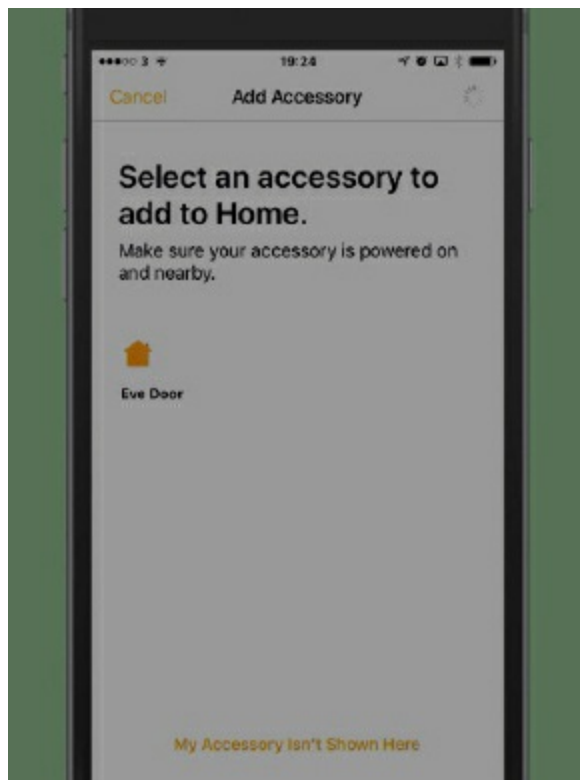 3 19:24
Cancel Add Accessory
Select an accessory to
add to Home.
Make sure your accessory is powered on
and nearby.
Eve Door
My Accessory Isn't Shown Here